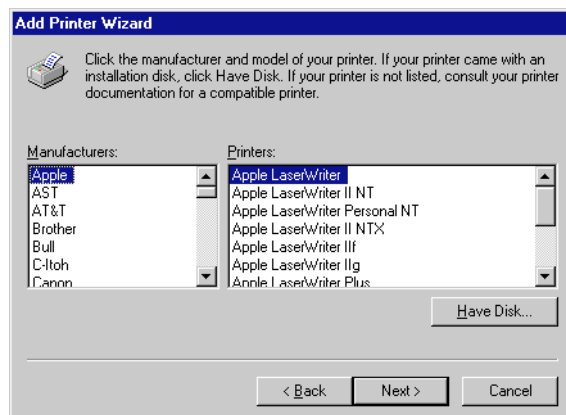 Add Printer Wizard
Click the manufacturer and model of your printer. If your printer came with an
installation disk, click Have Disk. If your printer is not listed, consult your printer
documentation for a compatible printer.
Manufacturers:
Apple
AST
AT&T
Brother
Bull
C-Itoh
Canon
Printers:
Apple LaserWriter
Apple LaserWriter II NT
Apple LaserWriter Personal NT
Apple LaserWriter II NTX
Apple LaserWriter IIf
Apple LaserWriter IIg
Apple LaserWriter Plus
Have Disk...
< Back
Next >
Cancel